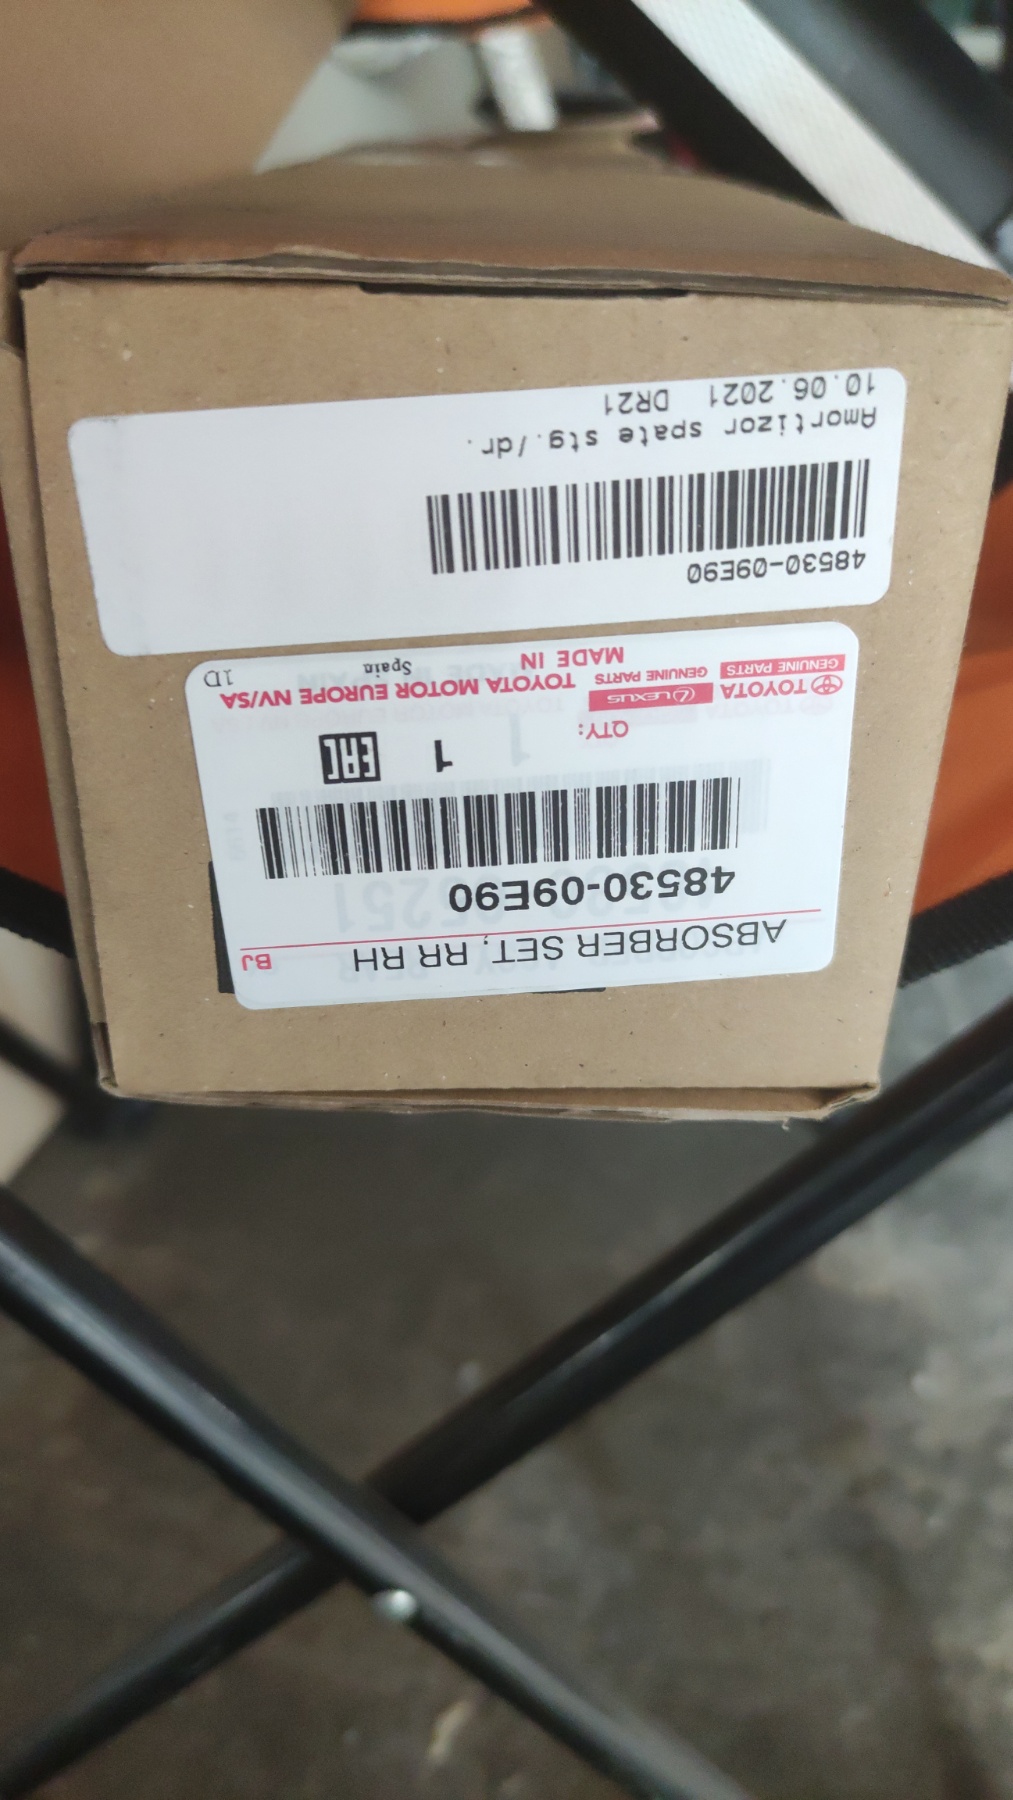 ABSORBER SET, RR RH BJ
48530-09E90
QTY: 1 EAC
TOYOTA GENUINE PARTS
LEXUS GENUINE PARTS
TOYOTA MOTOR EUROPE NV/SA
MADE IN Spain 1D
48530-09E90
Amortizor spate stg./dr.
10.06.2021 DR21